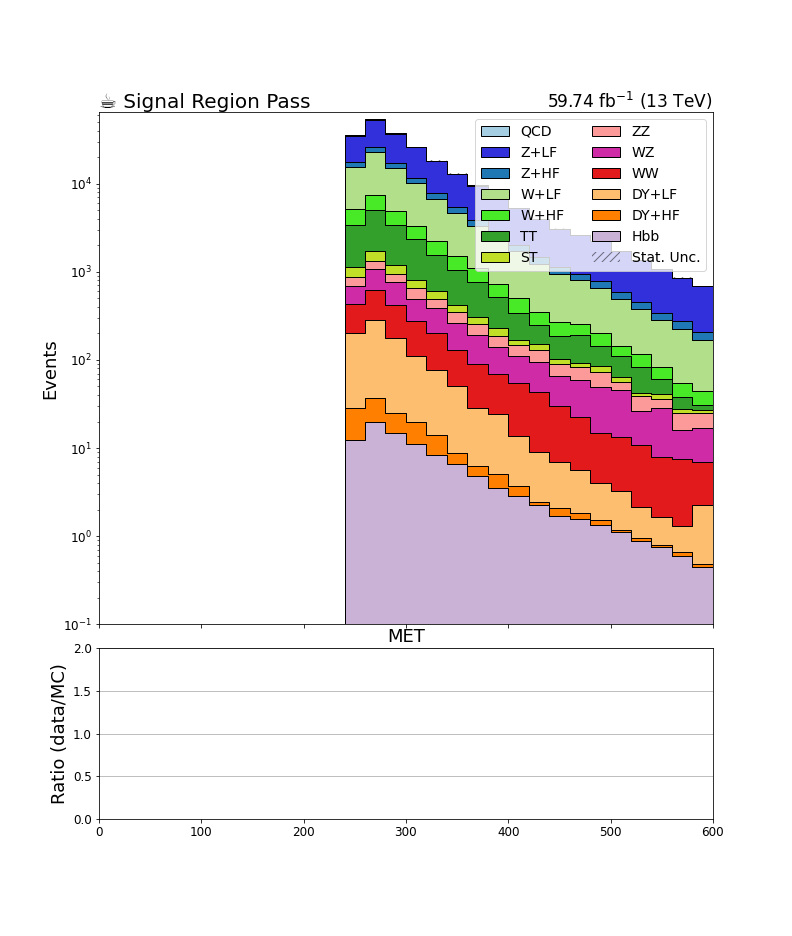 ☕ Signal Region Pass
59.74 fb⁻¹ (13 TeV)
QCD
Z+LF
Z+HF
W+LF
W+HF
TT
ST
ZZ
WZ
WW
DY+LF
DY+HF
Hbb
Stat. Unc.
Events
10⁴
10³
10²
10¹
10⁰
10⁻¹
MET
Ratio (data/MC)
2.0
1.5
1.0
0.5
0.0
0 100 200 300 400 500 600